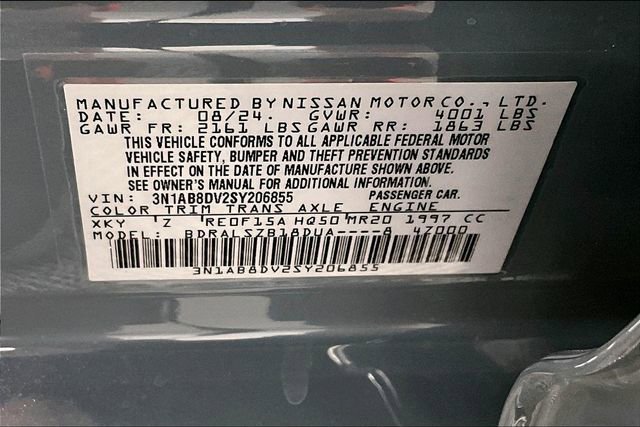 MANUFACTURED BY NISSAN MOTOR CO., LTD.
DATE: 08/24. GVWR: 4001 LBS
GAWR FR: 2161 LBS GAWR RR: 1863 LBS
THIS VEHICLE CONFORMS TO ALL APPLICABLE FEDERAL MOTOR
VEHICLE SAFETY, BUMPER AND THEFT PREVENTION STANDARDS
IN EFFECT ON THE DATE OF MANUFACTURE SHOWN ABOVE.
SEE OWNER'S MANUAL FOR ADDITIONAL INFORMATION.
VIN: 3N1AB8DV2SY206855 PASSENGER CAR.
COLOR TRIM TRANS AXLE ENGINE
XKY 'Z 'RE0F15A HQ50'MR20 1997 CC
MODEL: BDRALSZB18DUA----8 4Z000
3N1AB8DV2SY206855